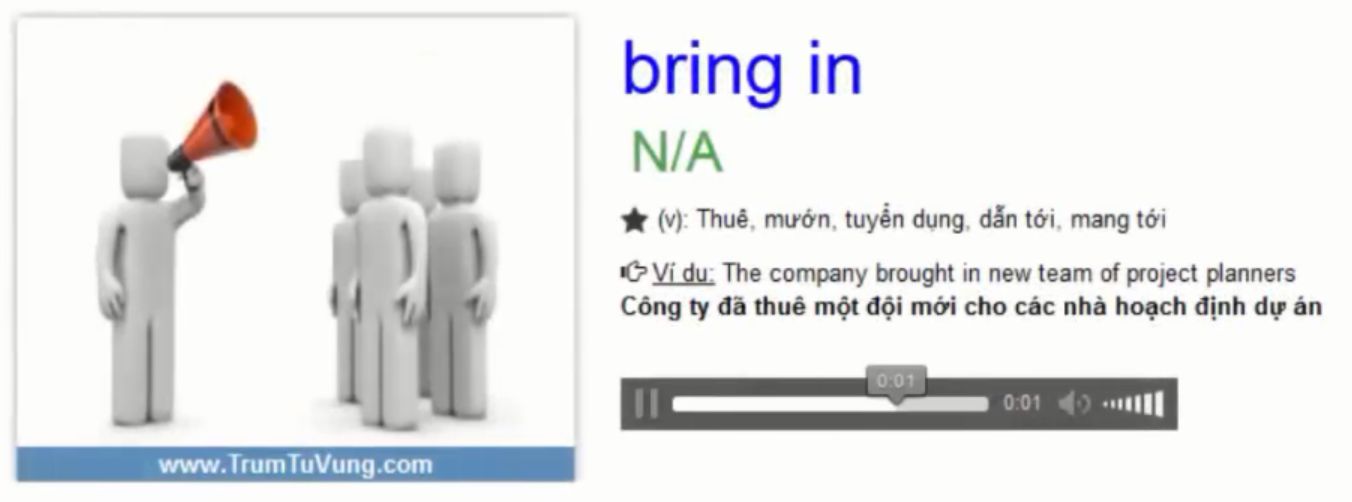 bring in
N/A
(v): Thuê, mướn, tuyển dụng, dẫn tới, mang tới
Ví du: The company brought in new team of project planners
Công ty đã thuê một đội mới cho các nhà hoạch định dự án
0:01
0:01
www.TrumTuVung.com